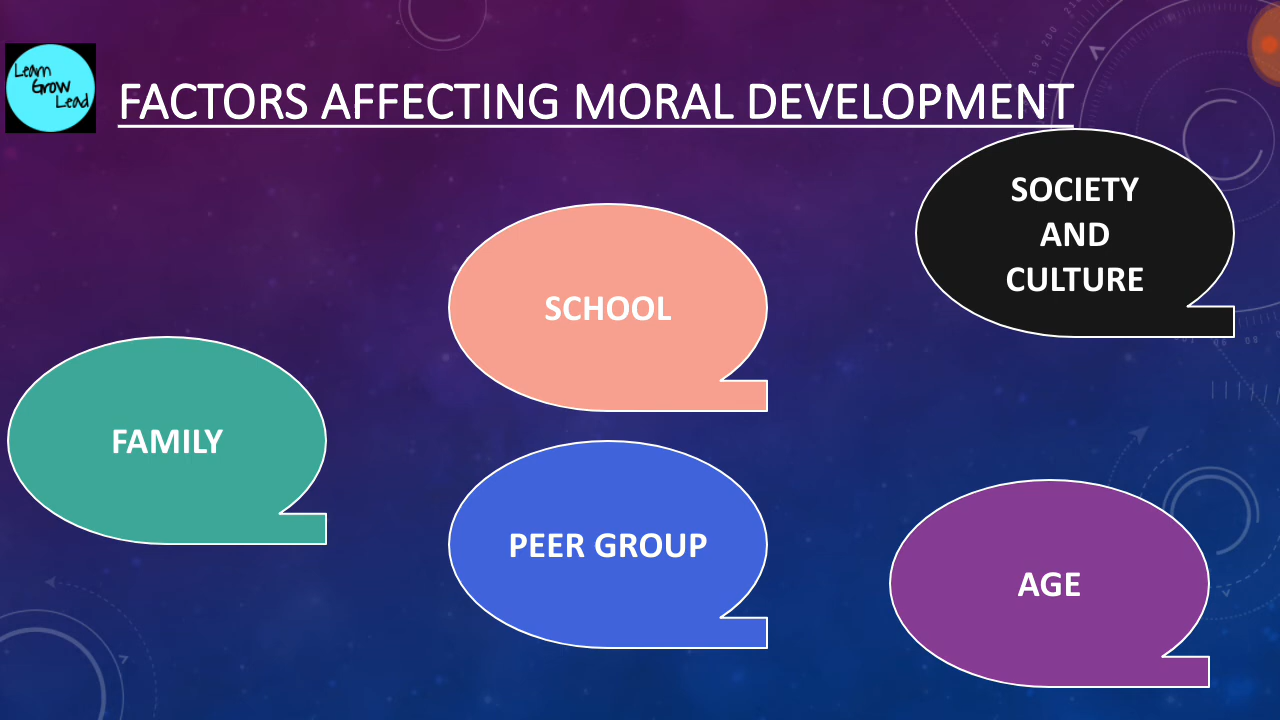 Learn
Grow
Lead
FACTORS AFFECTING MORAL DEVELOPMENT
SOCIETY
AND
CULTURE
SCHOOL
FAMILY
PEER GROUP
AGE